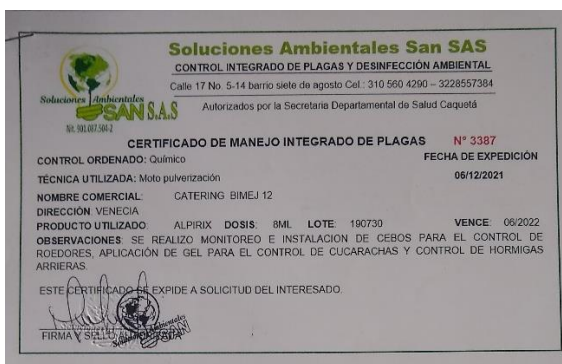 Soluciones Ambientales San SAS
CONTROL INTEGRADO DE PLAGAS Y DESINFECCIÓN AMBIENTAL
Calle 17 No. 5-14 barrio siete de agosto Cel.: 310 560 4290 – 3228557384
Autorizados por la Secretaria Departamental de Salud Caquetá
Soluciones Ambientales
SAN S.A.S
Nit. 901.087.504-2
CERTIFICADO DE MANEJO INTEGRADO DE PLAGAS N° 3387
CONTROL ORDENADO: Químico FECHA DE EXPEDICIÓN
TÉCNICA UTILIZADA: Moto pulverización 06/12/2021
NOMBRE COMERCIAL: CATERING BIMEJ 12
DIRECCIÓN: VENECIA
PRODUCTO UTILIZADO: ALPIRIX DOSIS: 8ML LOTE: 190730 VENCE: 06/2022
OBSERVACIONES: SE REALIZO MONITOREO E INSTALACION DE CEBOS PARA EL CONTROL DE
ROEDORES, APLICACIÓN DE GEL PARA EL CONTROL DE CUCARACHAS Y CONTROL DE HORMIGAS
ARRIERAS.
ESTE CERTIFICADO SE EXPIDE A SOLICITUD DEL INTERESADO.
FIRMA Y SELLO